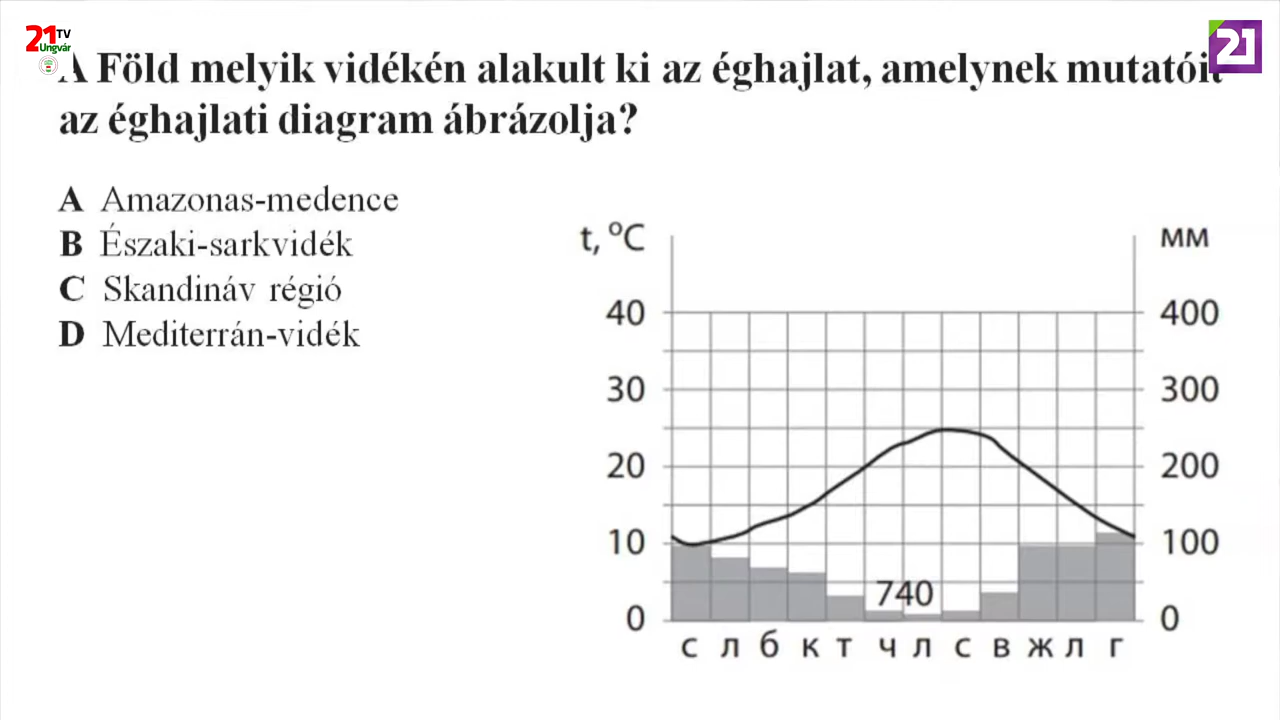 21 TV
Ungvár
21
A Föld melyik vidékén alakult ki az éghajlat, amelynek mutatóit
az éghajlati diagram ábrázolja?
A Amazonas-medence
B Északi-sarkvidék
C Skandináv régió
D Mediterrán-vidék
t, °C мм
40 400
30 300
20 200
10 100
740
0 0
с л б к т ч л с в ж л г